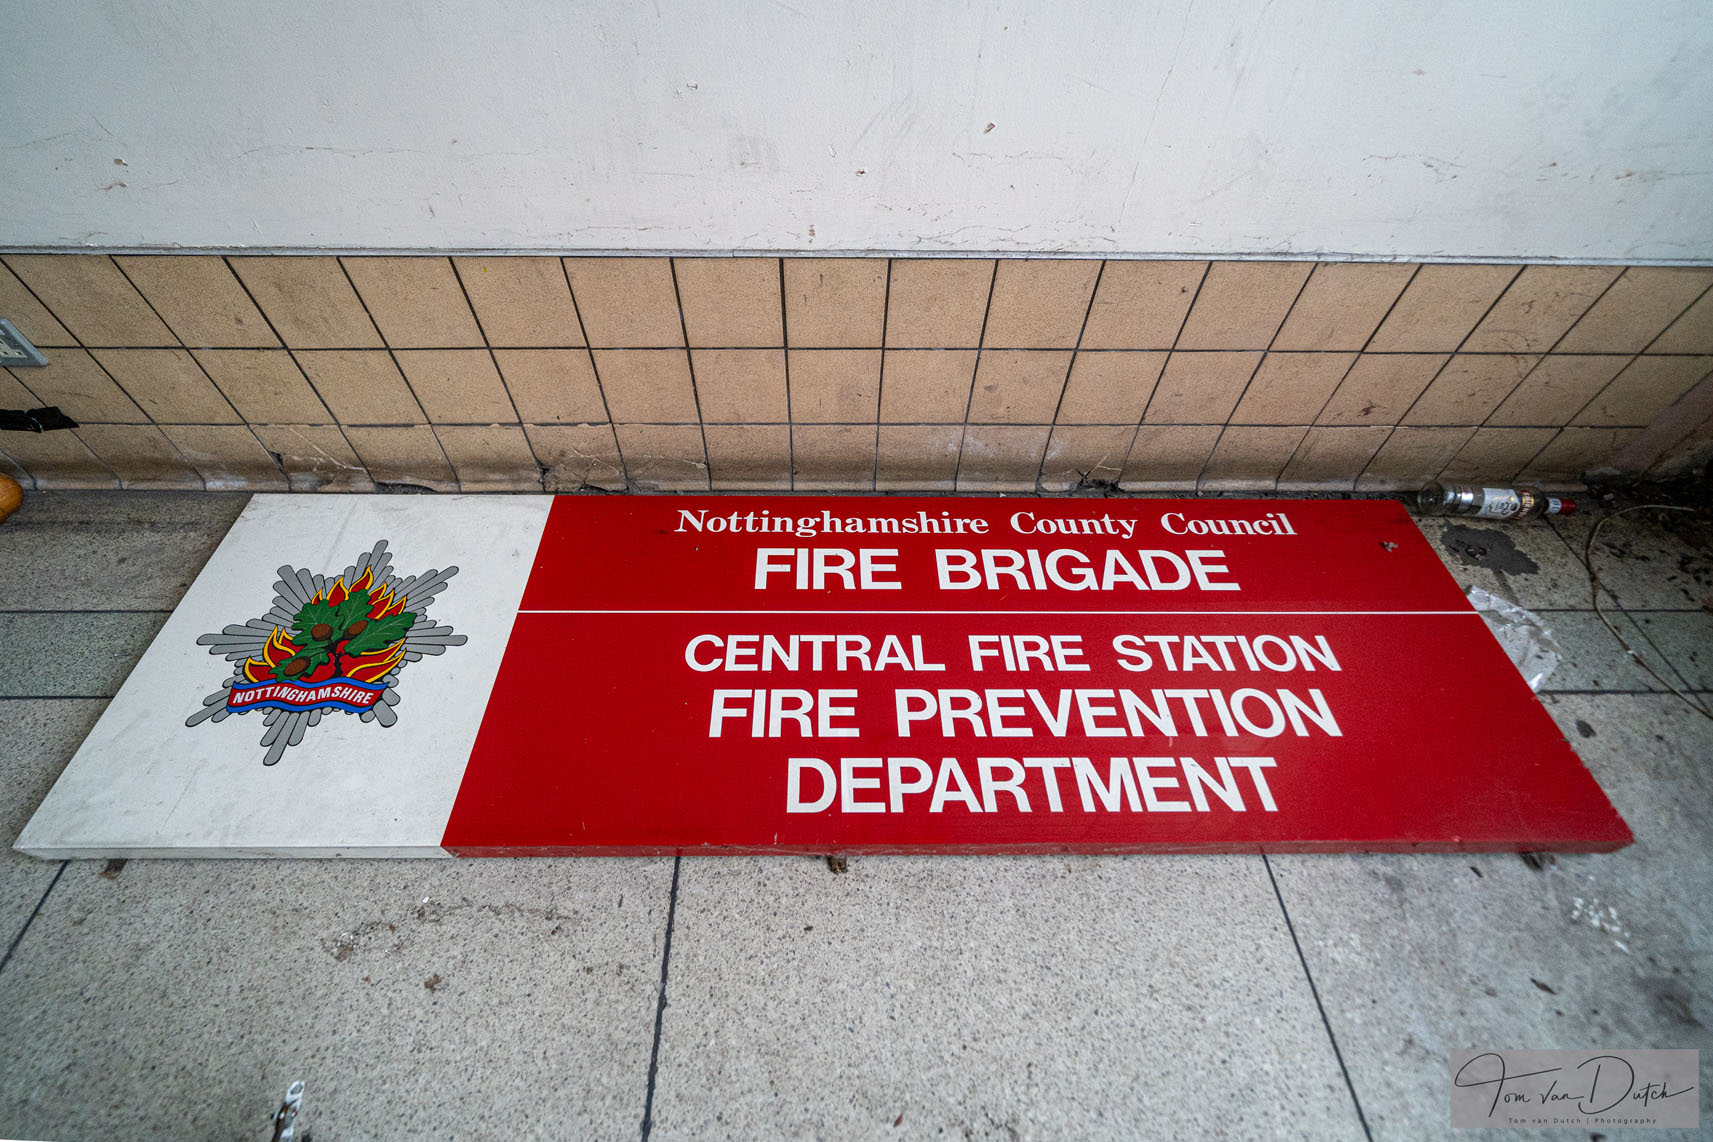 Nottinghamshire County Council
FIRE BRIGADE
CENTRAL FIRE STATION
FIRE PREVENTION
DEPARTMENT
NOTTINGHAMSHIRE
Tom van Dutch
Tom van Dutch | Photography